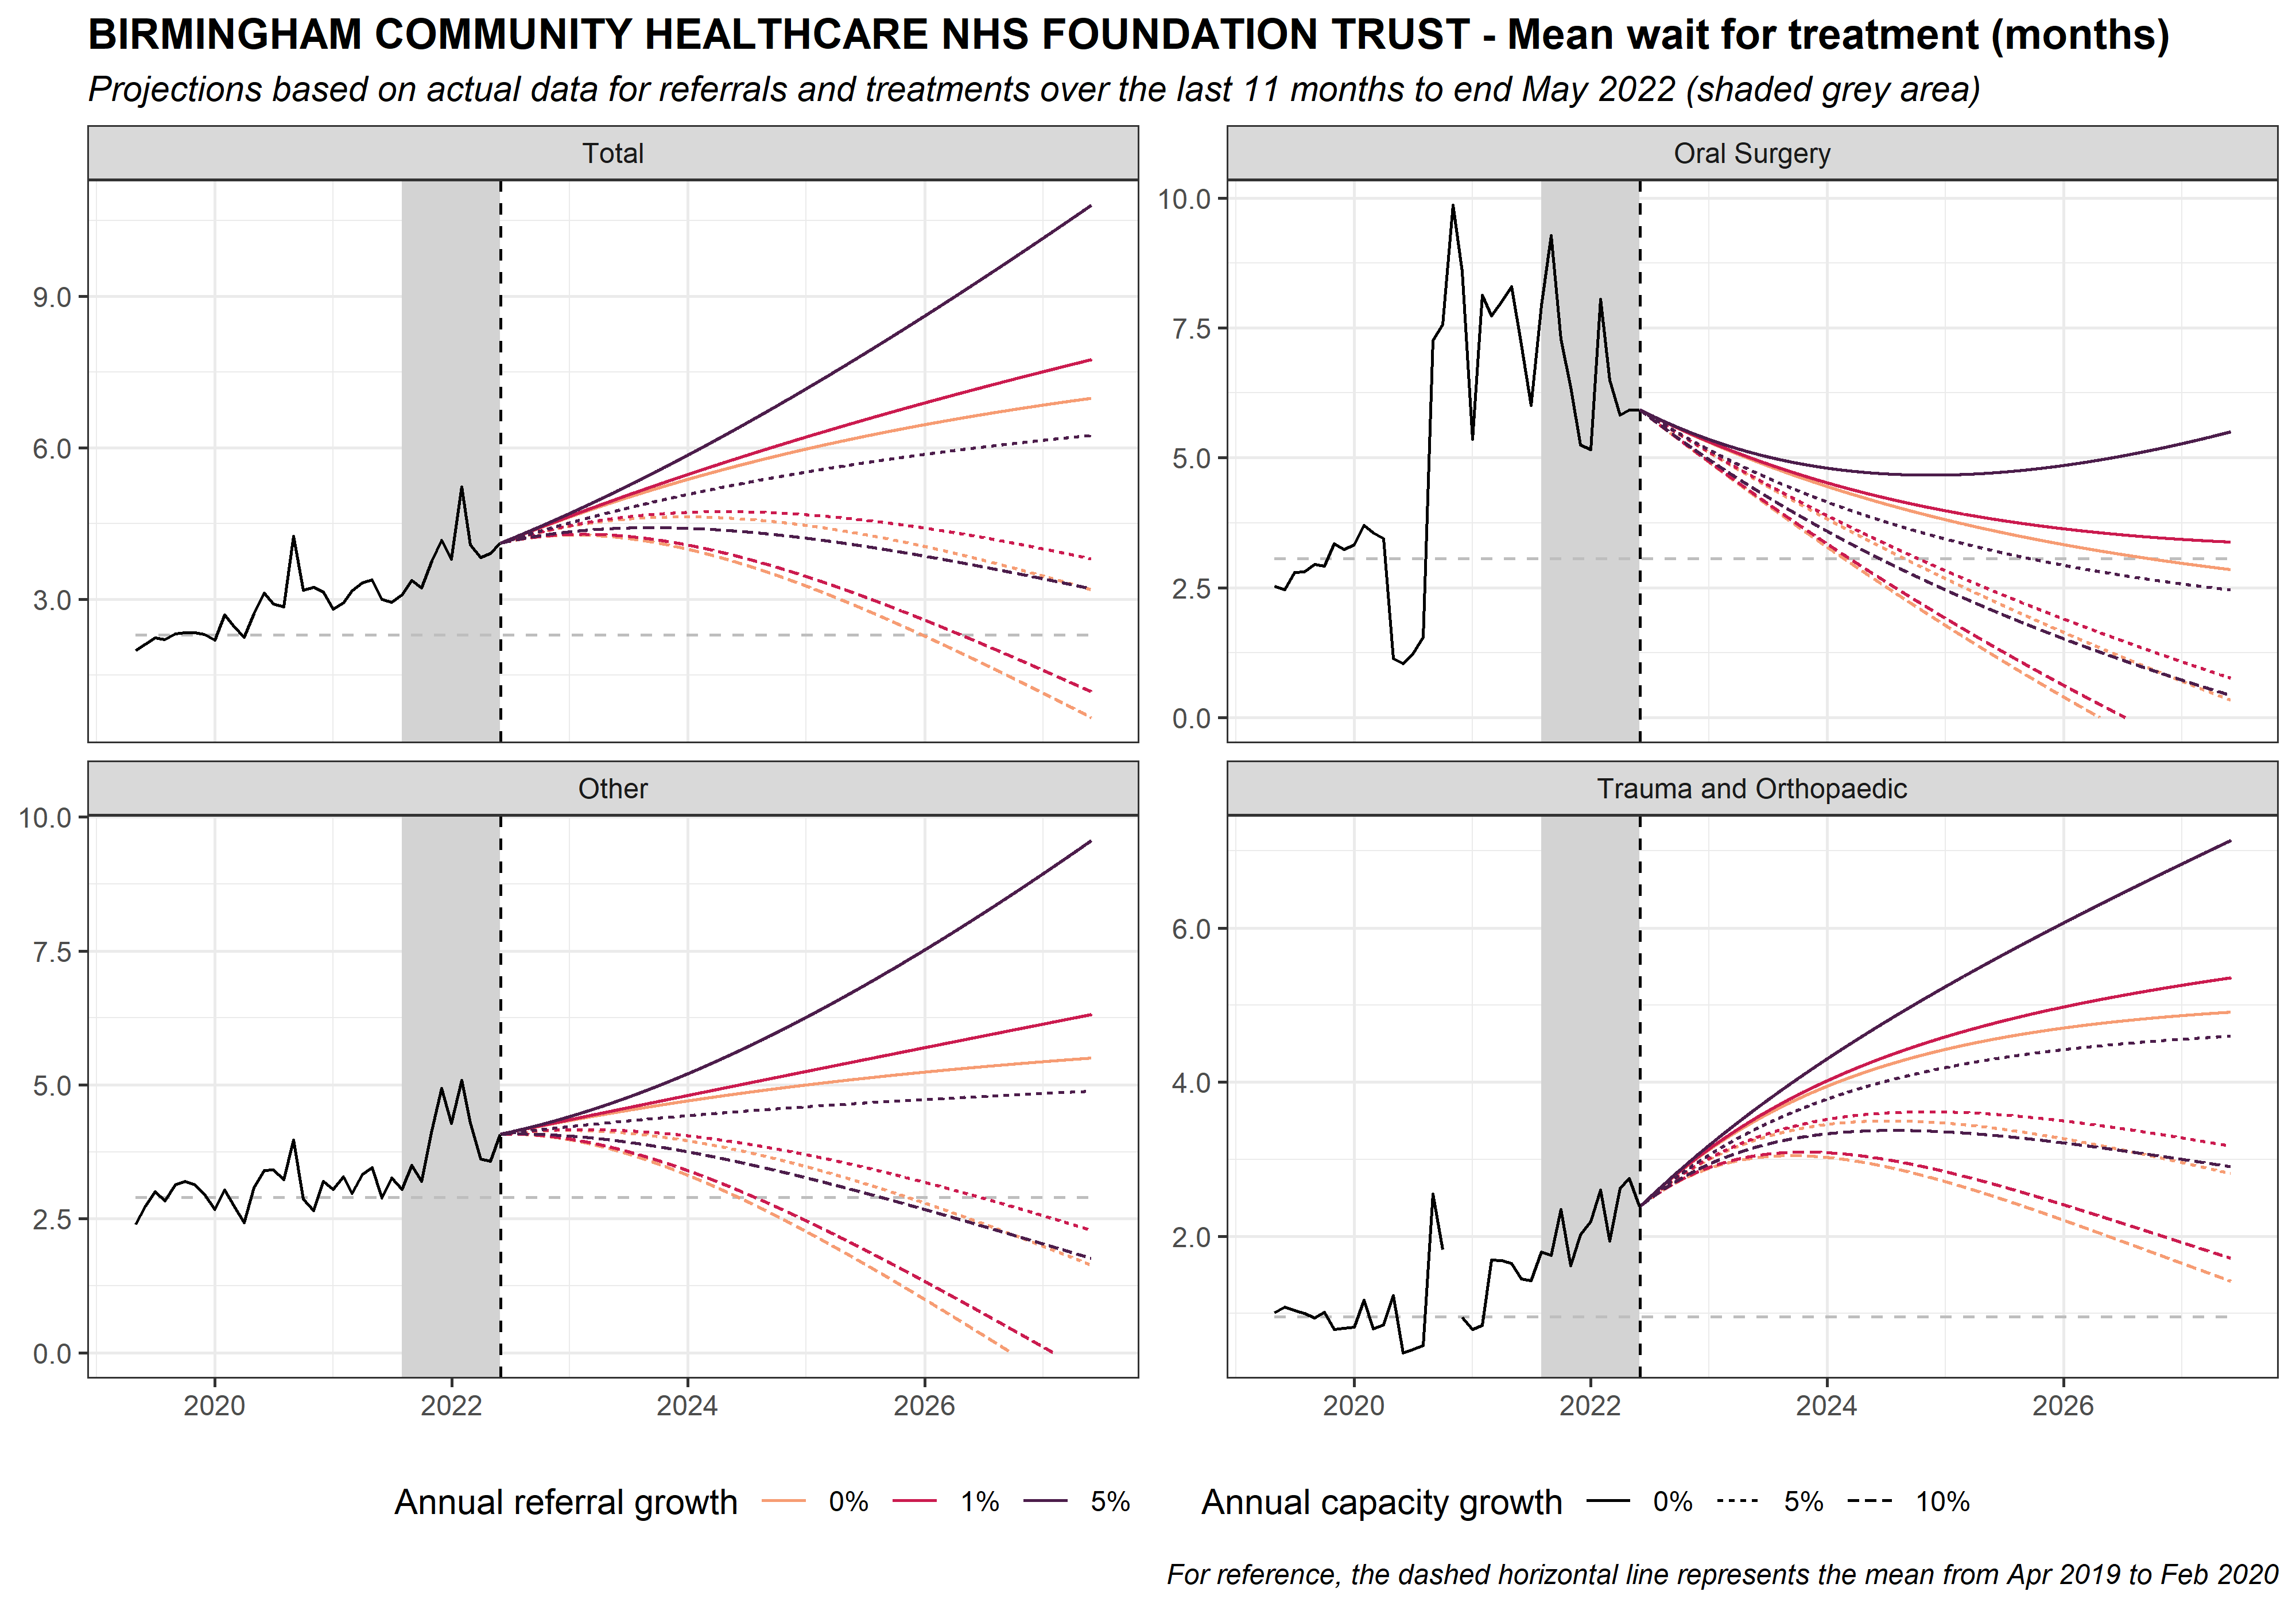 BIRMINGHAM COMMUNITY HEALTHCARE NHS FOUNDATION TRUST - Mean wait for treatment (months)
Projections based on actual data for referrals and treatments over the last 11 months to end May 2022 (shaded grey area)
Total
9.0
6.0
3.0
Oral Surgery
10.0
7.5
5.0
2.5
0.0
Other
10.0
7.5
5.0
2.5
0.0
2020 2022 2024 2026
Trauma and Orthopaedic
6.0
4.0
2.0
2020 2022 2024 2026
Annual referral growth 0% 1% 5%
Annual capacity growth 0% 5% 10%
For reference, the dashed horizontal line represents the mean from Apr 2019 to Feb 2020